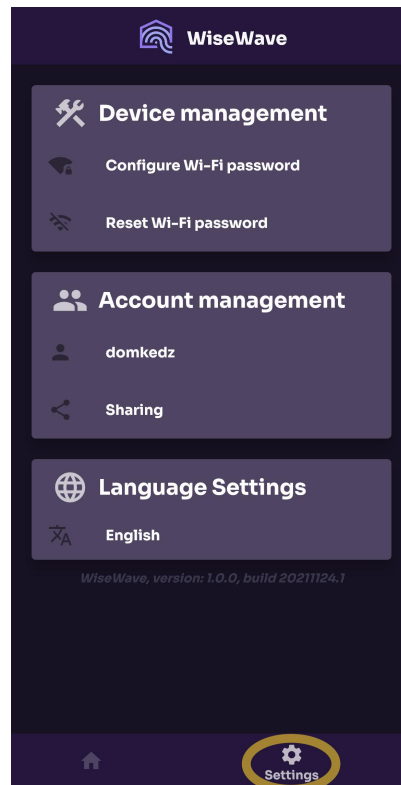 WiseWave
Device management
Configure Wi-Fi password
Reset Wi-Fi password
Account management
domkedz
Sharing
Language Settings
English
WiseWave, version: 1.0.0, build 20211124.1
Settings